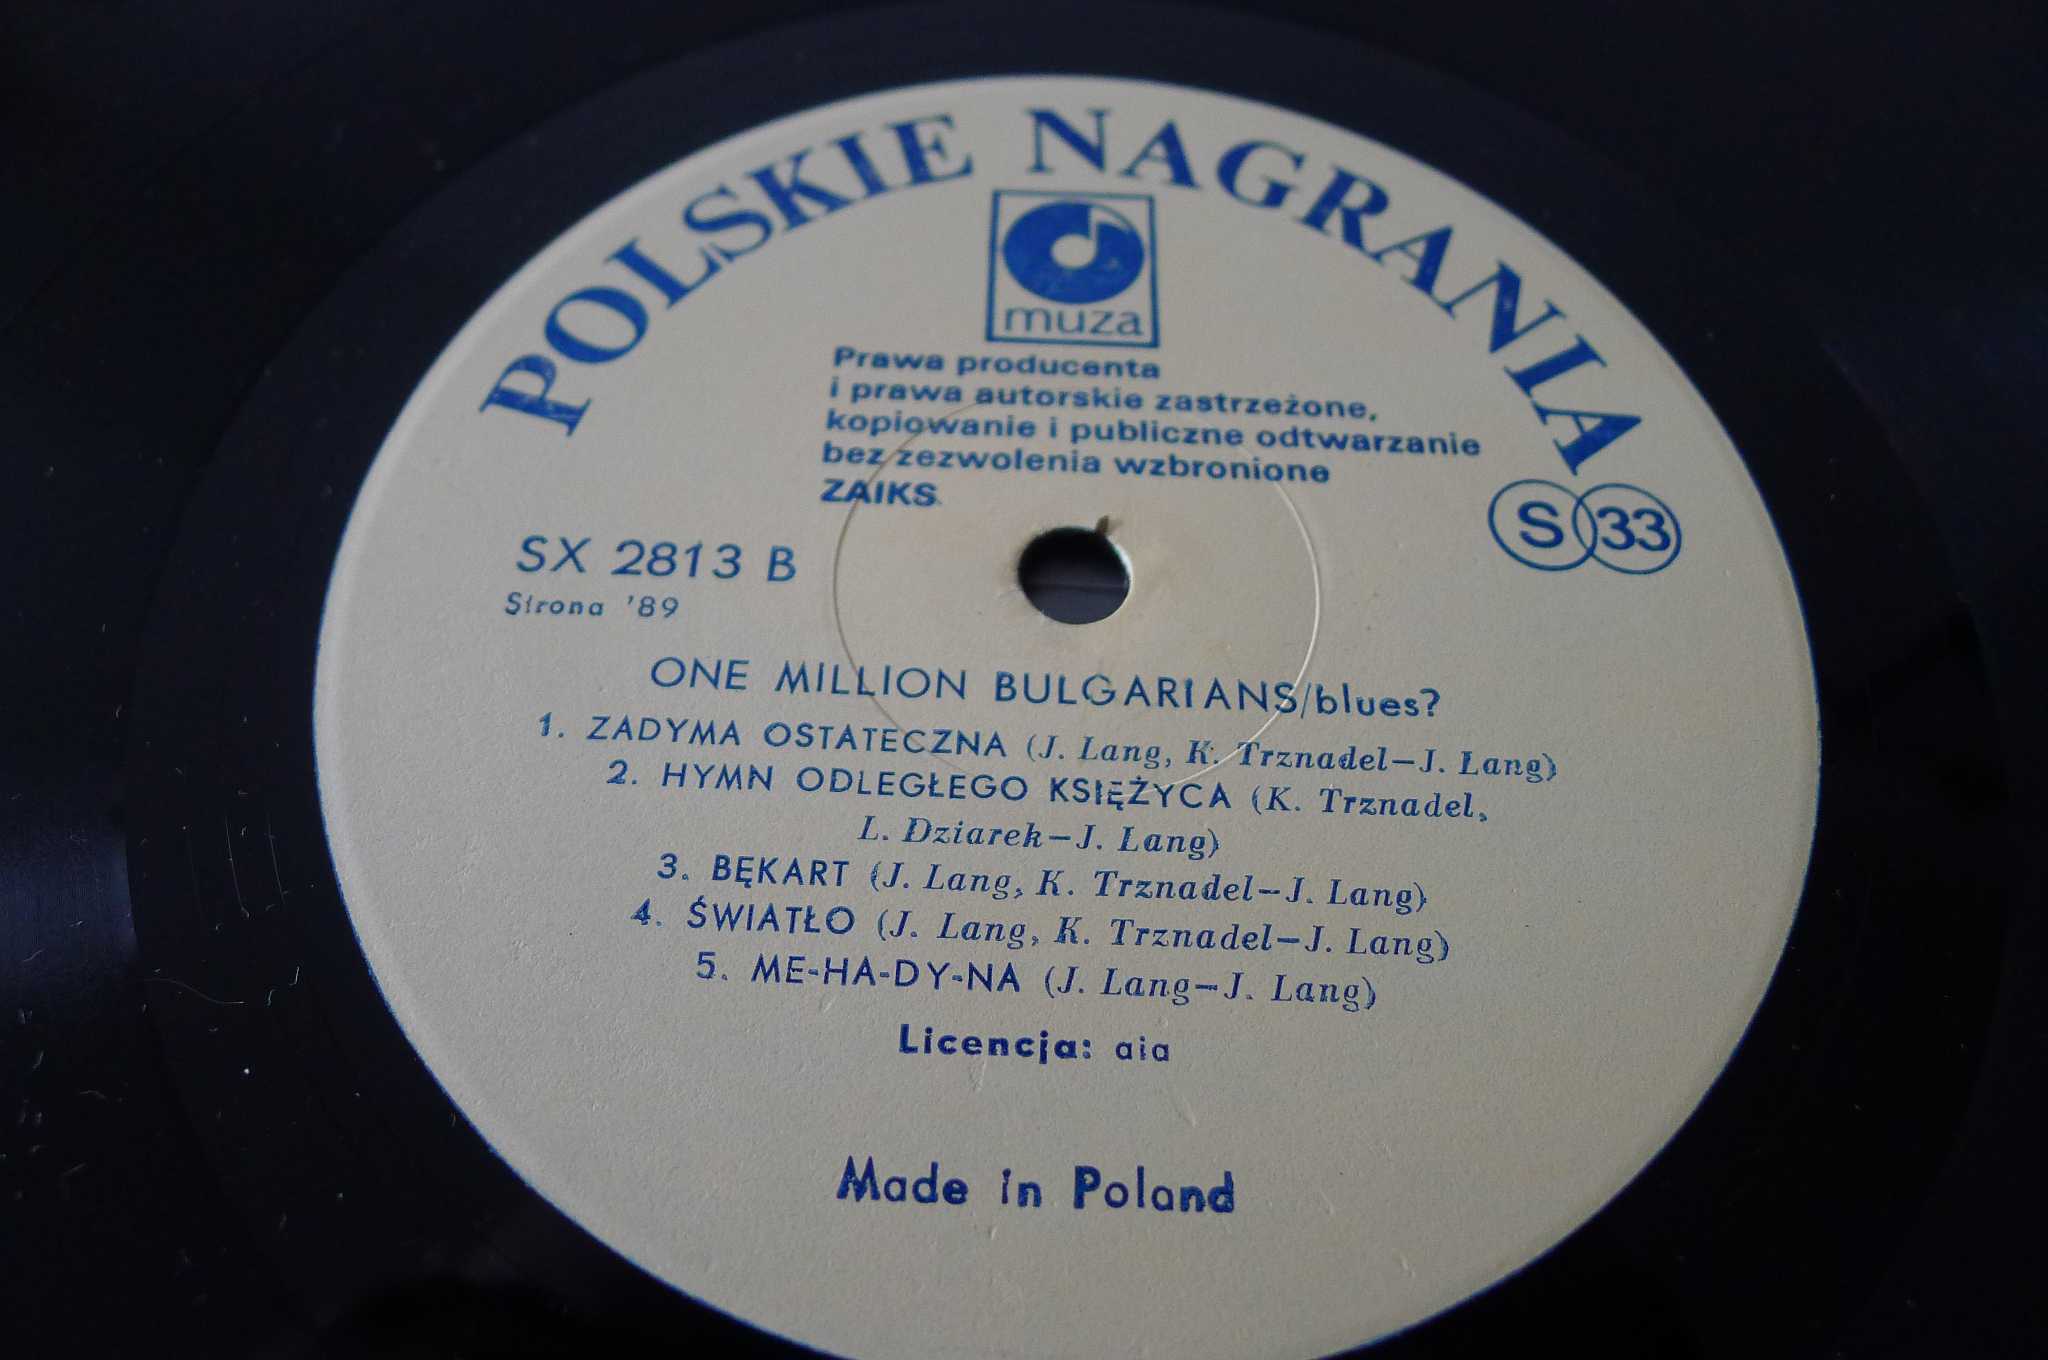 POLSKIE NAGRANIA
muza
Prawa producenta
i prawa autorskie zastrzeżone,
kopiowanie i publiczne odtwarzanie
bez zezwolenia wzbronione
ZAIKS
S 33
SX 2813 B
Strona '89
ONE MILLION BULGARIANS/blues?
1. ZADYMA OSTATECZNA (J. Lang, K. Trznadel–J. Lang)
2. HYMN ODLEGŁEGO KSIĘŻYCA (K. Trznadel,
L. Dziarek–J. Lang)
3. BĘKART (J. Lang, K. Trznadel–J. Lang)
4. ŚWIATŁO (J. Lang, K. Trznadel–J. Lang)
5. ME-HA-DY-NA (J. Lang–J. Lang)
Licencja: aia
Made in Poland